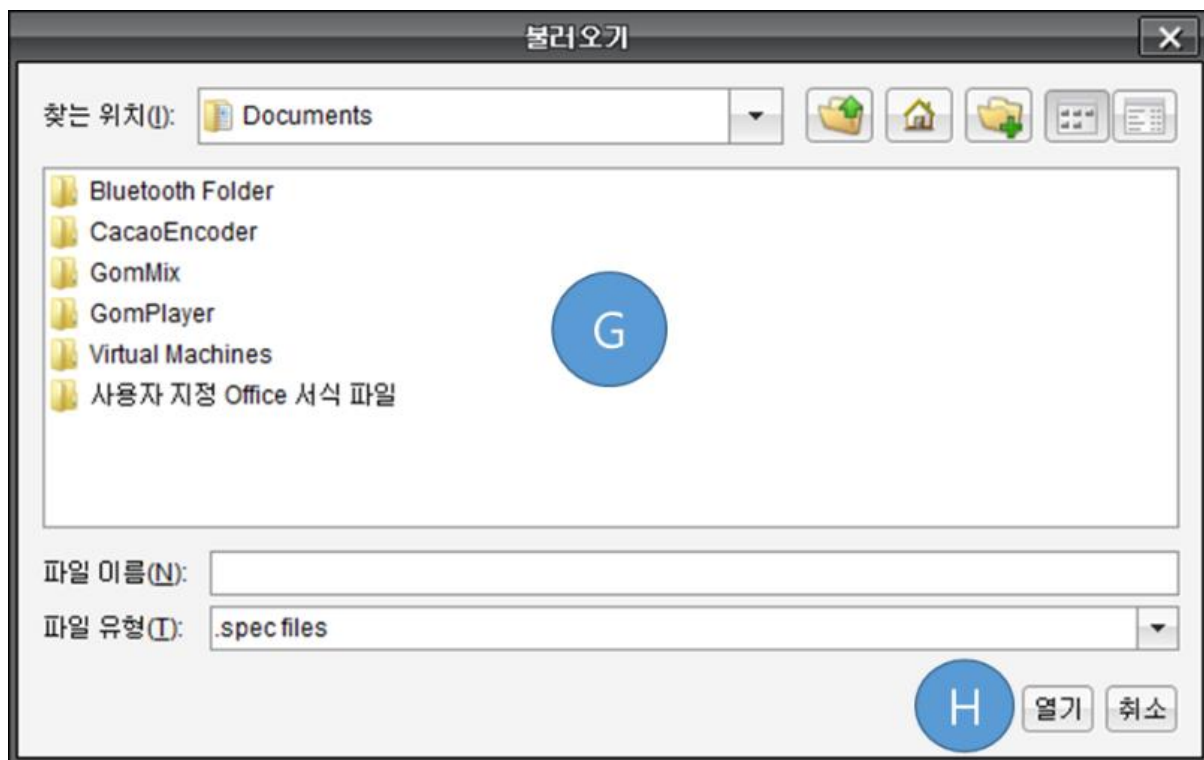 불러오기
찾는 위치(I): Documents
Bluetooth Folder
CacaoEncoder
GomMix
GomPlayer
Virtual Machines
사용자 지정 Office 서식 파일
G
파일 이름(N):
파일 유형(T): .spec files
H 열기 취소